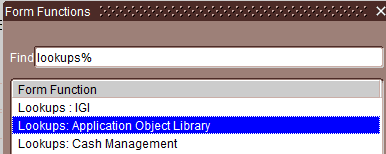 Form Functions
Find lookups%
Form Function
Lookups : IGI
Lookups: Application Object Library
Lookups: Cash Management